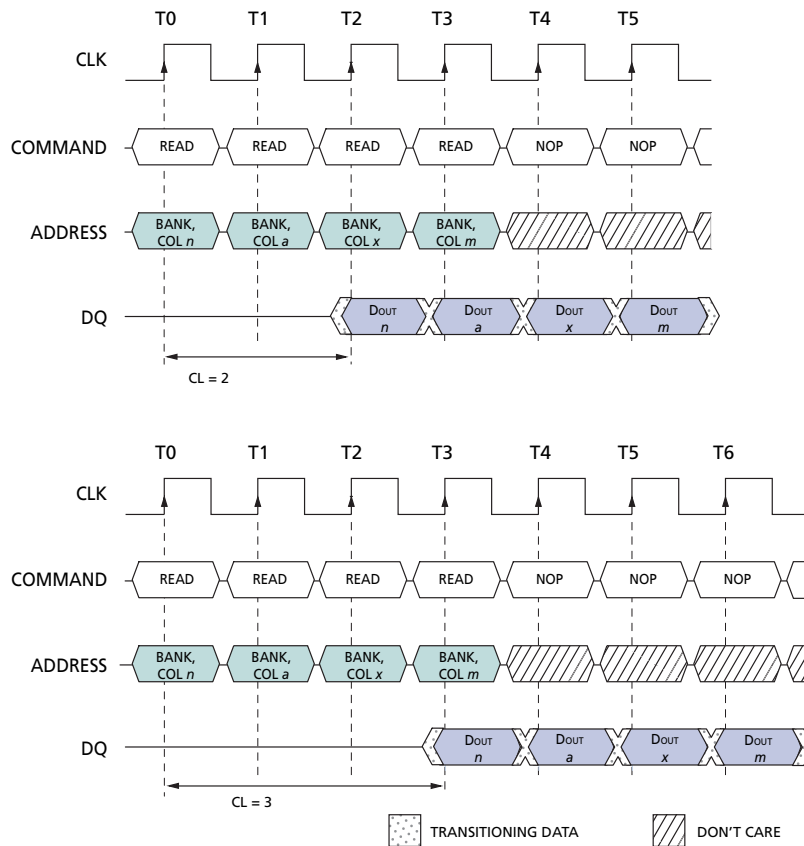 T0 T1 T2 T3 T4 T5
CLK
COMMAND READ READ READ READ NOP NOP
ADDRESS BANK, COL n BANK, COL a BANK, COL x BANK, COL m
DQ DOUT n DOUT a DOUT x DOUT m
CL = 2
T0 T1 T2 T3 T4 T5 T6
CLK
COMMAND READ READ READ READ NOP NOP NOP
ADDRESS BANK, COL n BANK, COL a BANK, COL x BANK, COL m
DQ DOUT n DOUT a DOUT x DOUT m
CL = 3
TRANSITIONING DATA DON'T CARE